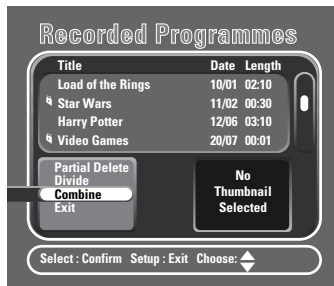 Recorded Programmes
Title Date Length
Load of the Rings 10/01 02:10
Star Wars 11/02 00:30
Harry Potter 12/06 03:10
Video Games 20/07 00:01
Partial Delete
Divide
Combine
Exit
No
Thumbnail
Selected
Select : Confirm Setup : Exit Choose: